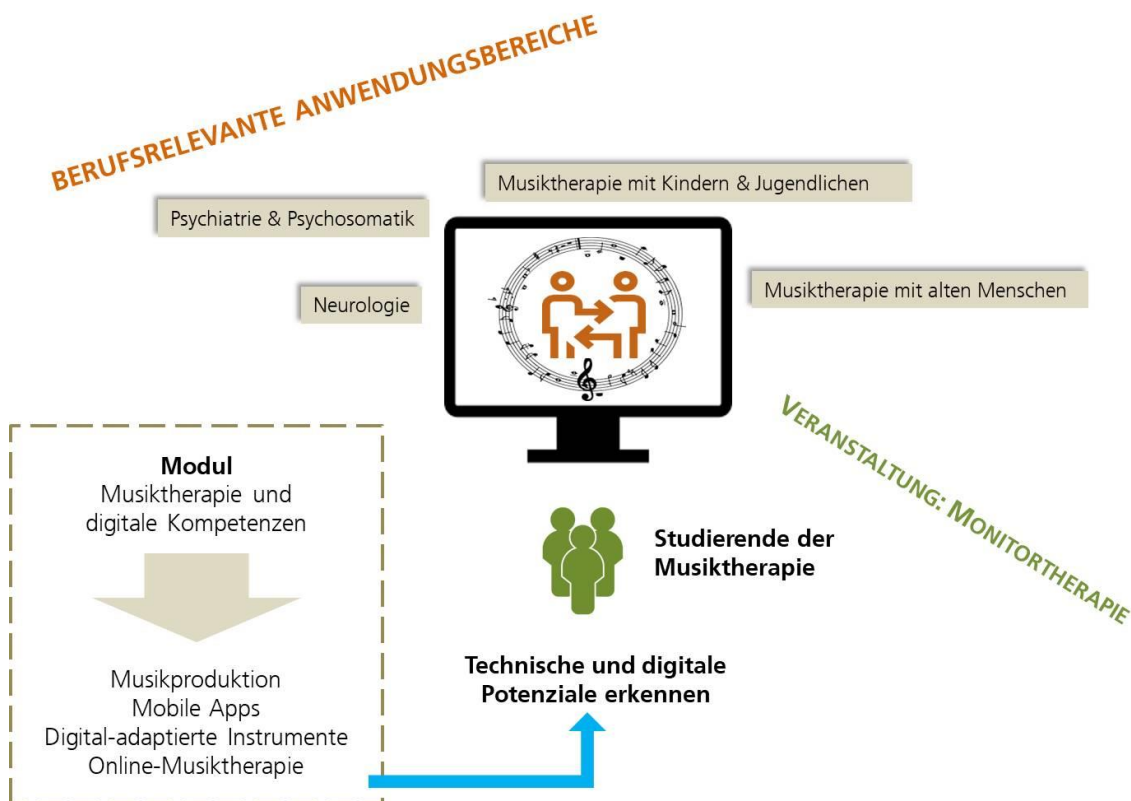 BERUFSRELEVANTE ANWENDUNGSBEREICHE
Musiktherapie mit Kindern & Jugendlichen
Psychiatrie & Psychosomatik
Neurologie
Musiktherapie mit alten Menschen
VERANSTALTUNG: MONITORTHERAPIE
Modul
Musiktherapie und
digitale Kompetenzen
Musikproduktion
Mobile Apps
Digital-adaptierte Instrumente
Online-Musiktherapie
Studierende der
Musiktherapie
Technische und digitale
Potenziale erkennen